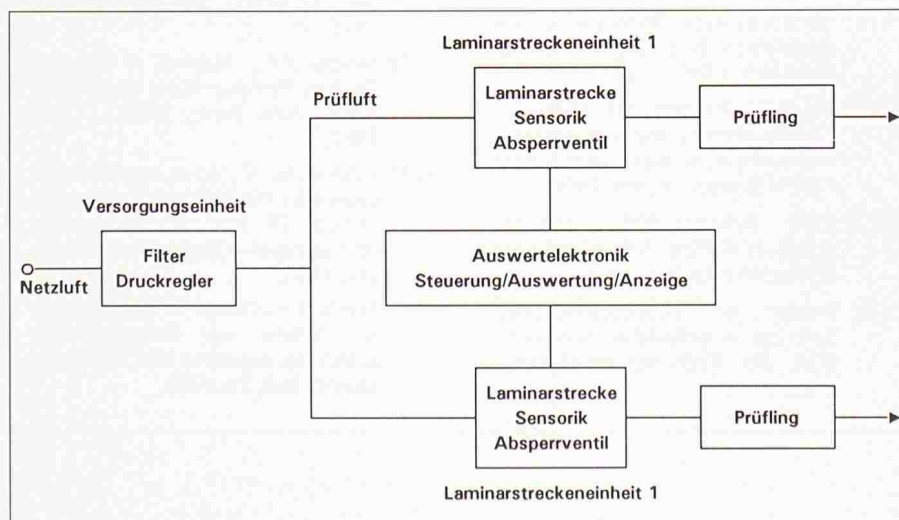 Laminarstreckeneinheit 1
Prüfluft
Laminarstrecke
Sensorik
Absperrventil
Prüfling
Versorgungseinheit
Filter
Druckregler
Netzluft
Auswertelektronik
Steuerung/Auswertung/Anzeige
Laminarstrecke
Sensorik
Absperrventil
Prüfling
Laminarstreckeneinheit 1